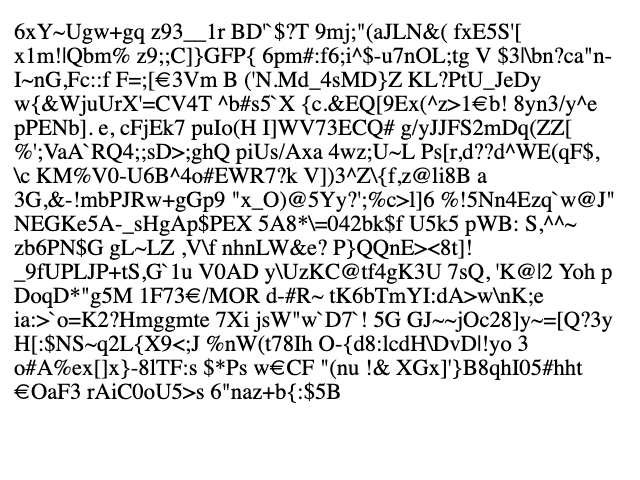 6xY~Ugw+gq z93__1r BD'`$?T 9mj;"(aJLN&( fxE5S'[
x1m!lQbm% z9;;C]}GFP{ 6pm#:f6;i^$-u7nOL;tg V $3|\bn?ca"n-
I~nG,Fc::f F=;[€3Vm B ('N.Md_4sMD}Z KL?PtU_JeDy
w{&WjuUrX'=CV4T ^b#s5`X {c.&EQ[9Ex(^z>1€b! 8yn3/y^e
pPENb]. e, cFjEk7 puIo(H I]WV73ECQ# g/yJJFS2mDq(ZZ[
%';VaA`RQ4;;sD>;ghQ piUs/Axa 4wz;U~L Ps[r,d??d^WE(qF$,
\c KM%V0-U6B^4o#EWR7?k V])3^Z\{f,z@li8B a
3G,&-!mbPJRw+gGp9 "x_O)@5Yy?';%c>l]6 %!5Nn4Ezq`w@J"
NEGKe5A-_sHgAp$PEX 5A8*\=042bk$f U5k5 pWB: S,^^~
zb6PN$G gL~LZ ,V\f nhnLW&e? P}QQnE><8t]!
_9fUPLJP+tS,G`1u V0AD y\UzKC@tf4gK3U 7sQ, 'K@|2 Yoh p
DoqD*"g5M 1F73€/MOR d-#R~ tK6bTmYI:dA>w\nK;e
ia:>`o=K2?Hmggmte 7Xi jsW"w`D7`! 5G GJ~~jOc28]y~=[Q?3y
H[:$NS~q2L{X9<;J %nW(t78Ih O-{d8:lcdH\DvD|!yo 3
o#A%ex[]x}-8lTF:s $*Ps w€CF "(nu !& XGx]'}B8qhI05#hht
€OaF3 rAiC0oU5>s 6"naz+b{:$5B